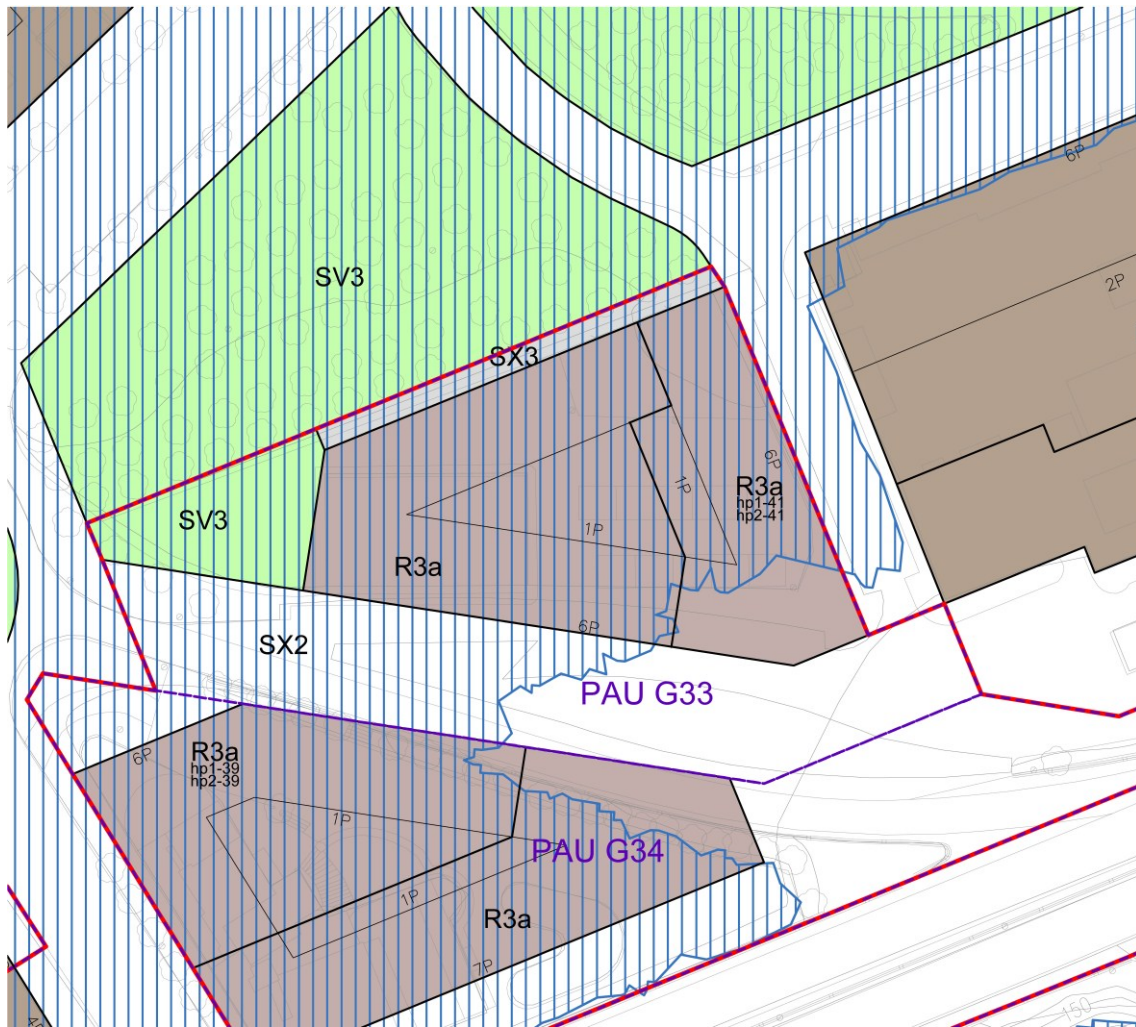 6P
2P
SV3
SX3
6P
1P
R3a
hp1-41
hp2-41
SV3
1P
R3a
6P
SX2
PAU G33
6P
R3a
hp1-39
hp2-39
1P
PAU G34
1P
R3a
7P
150